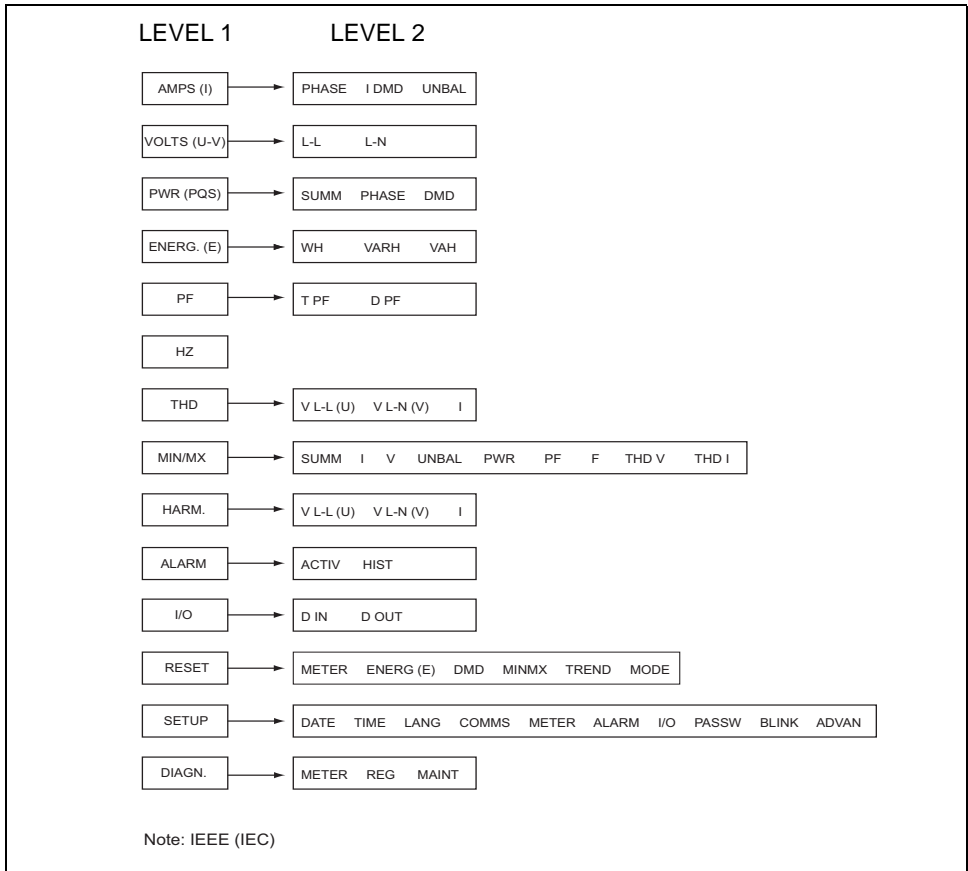 LEVEL 1 LEVEL 2
AMPS (I) PHASE I DMD UNBAL
VOLTS (U-V) L-L L-N
PWR (PQS) SUMM PHASE DMD
ENERG. (E) WH VARH VAH
PF T PF D PF
HZ
THD V L-L (U) V L-N (V) I
MIN/MX SUMM I V UNBAL PWR PF F THD V THD I
HARM. V L-L (U) V L-N (V) I
ALARM ACTIV HIST
I/O D IN D OUT
RESET METER ENERG (E) DMD MINMX TREND MODE
SETUP DATE TIME LANG COMMS METER ALARM I/O PASSW BLINK ADVAN
DIAGN. METER REG MAINT
Note: IEEE (IEC)